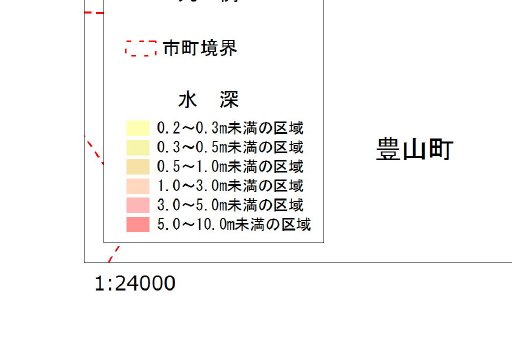 市町境界
水 深
0.2～0.3m未満の区域
0.3～0.5m未満の区域
0.5～1.0m未満の区域
1.0～3.0m未満の区域
3.0～5.0m未満の区域
5.0～10.0m未満の区域
豊山町
1:24000